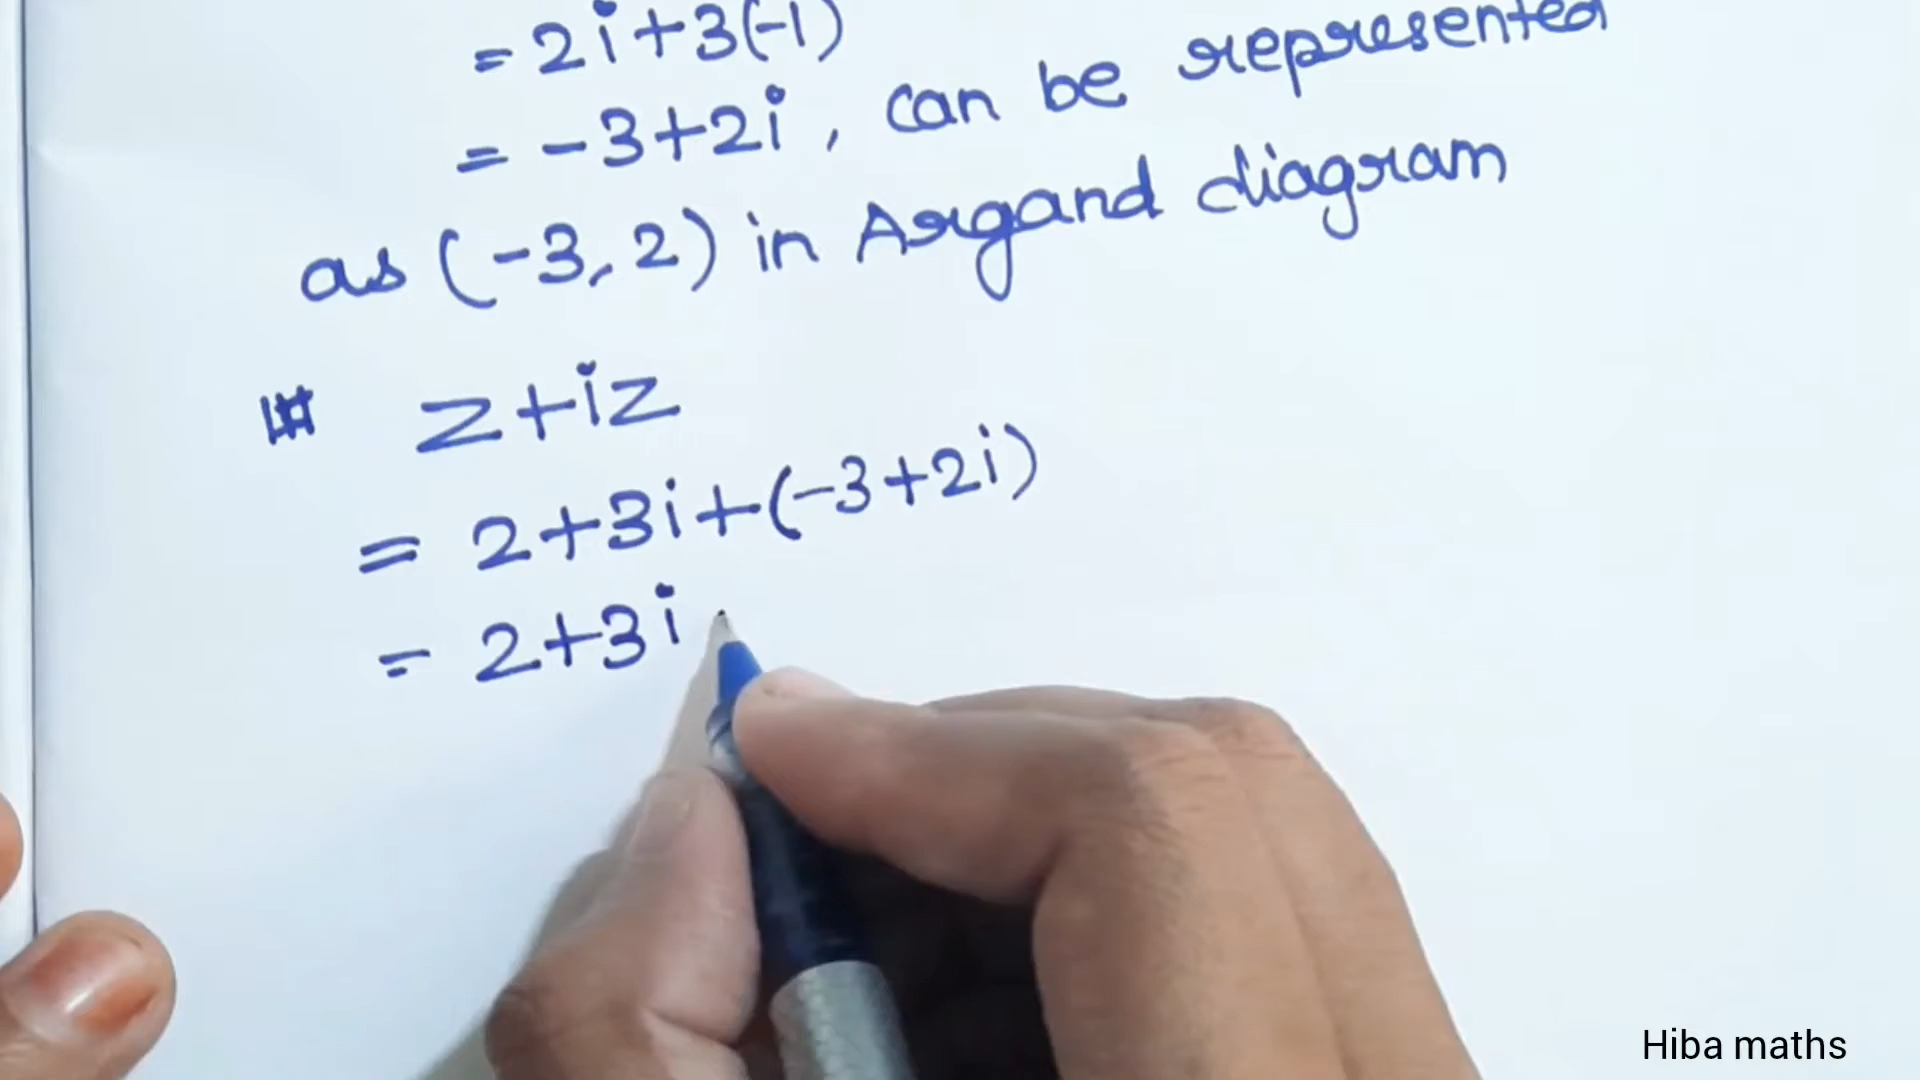 = 2i+3(-1)
= -3+2i, can be represented
as (-3, 2) in Argand diagram
z+iz
= 2+3i+(-3+2i)
= 2+3i
Hiba maths